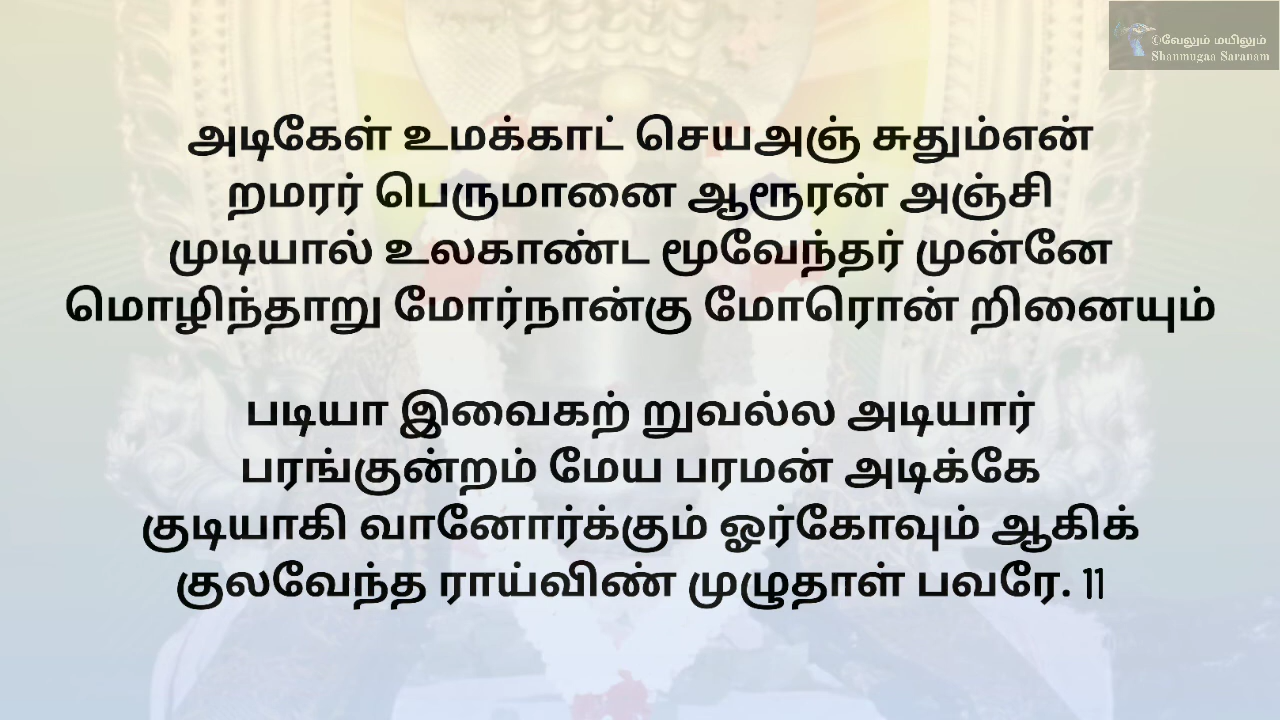 ©வேலும் மயிலும்
Shanmugaa Saranam
அடிகேள் உமக்காட் செயஅஞ் சுதும்என்
றமரர் பெருமானை ஆரூரன் அஞ்சி
முடியால் உலகாண்ட மூவேந்தர் முன்னே
மொழிந்தாறு மோர்நான்கு மோரொன் றினையும்
படியா இவைகற் றுவல்ல அடியார்
பரங்குன்றம் மேய பரமன் அடிக்கே
குடியாகி வானோர்க்கும் ஓர்கோவும் ஆகிக்
குலவேந்த ராய்விண் முழுதாள் பவரே. 11